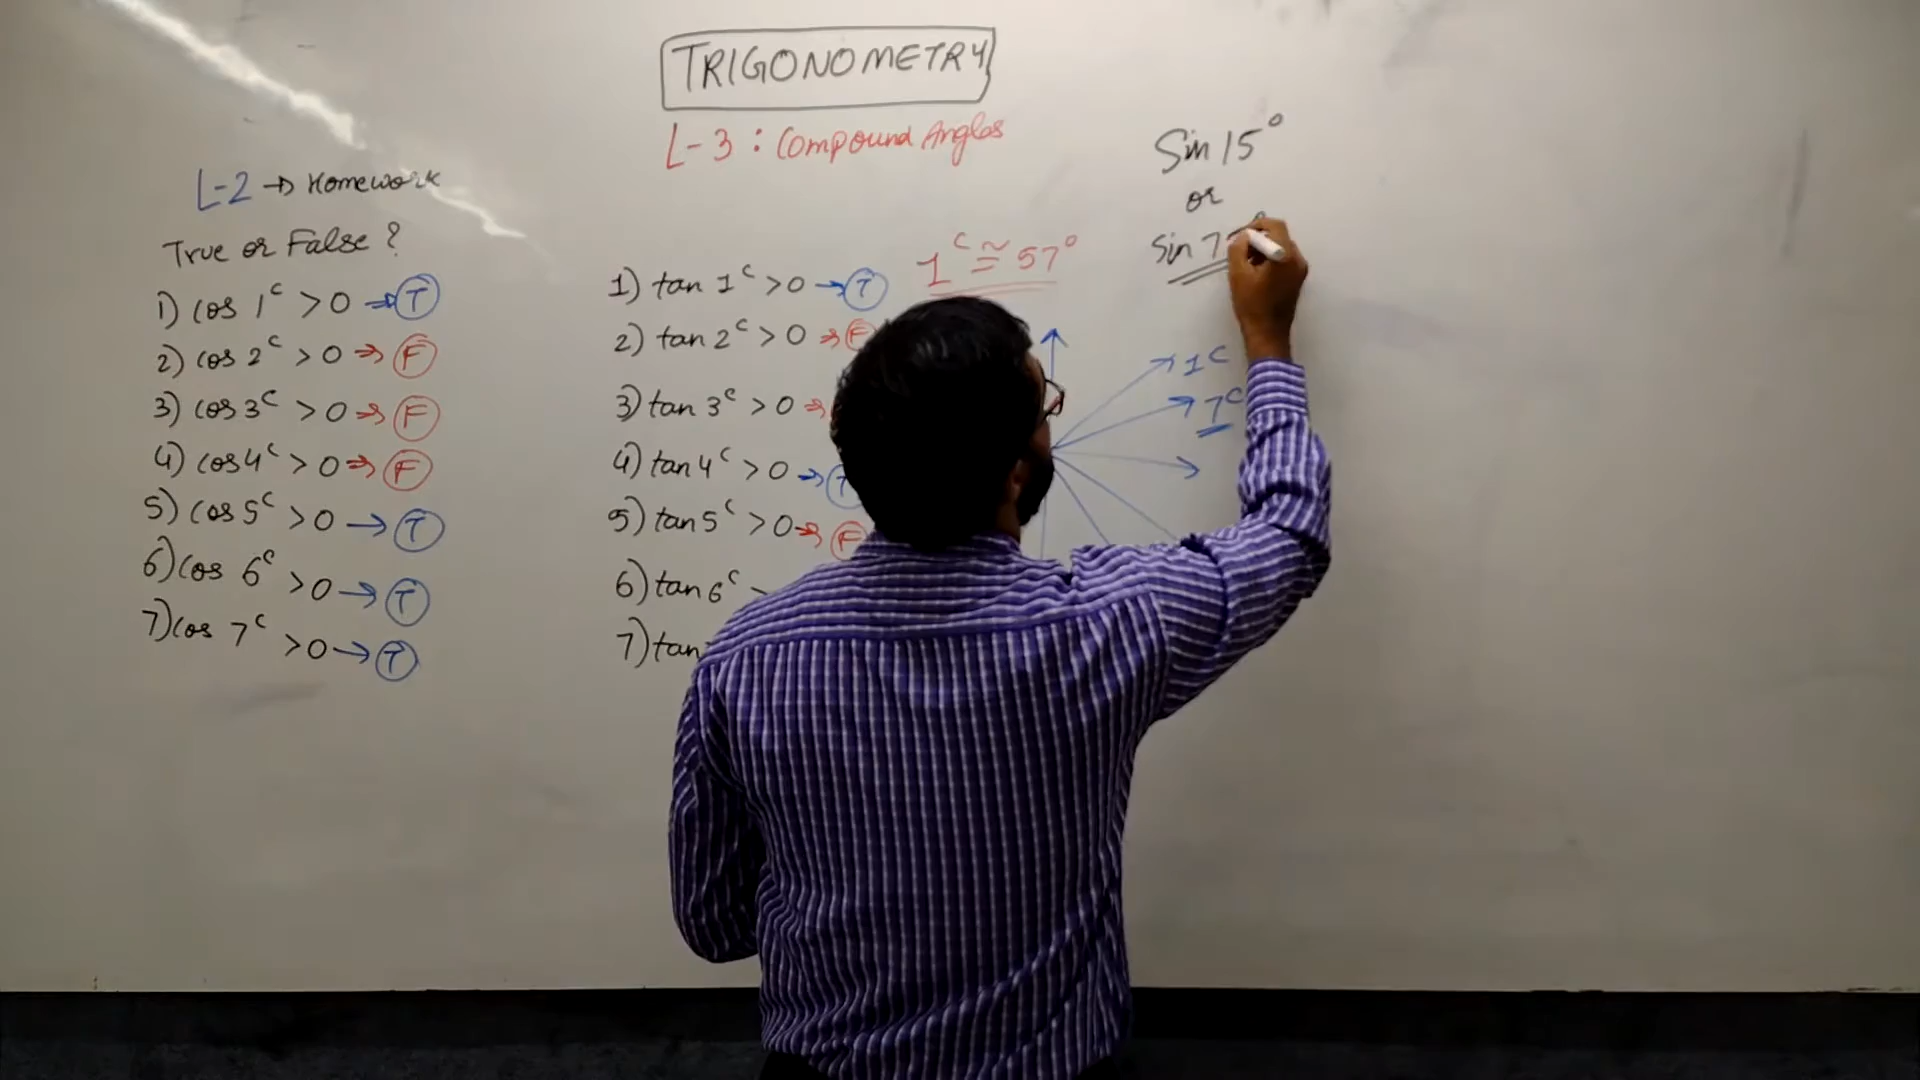 TRIGONOMETRY
L-3 : Compound Angles
L-2 → Homework
True or False ?
1) cos 1ᶜ > 0 → T
2) cos 2ᶜ > 0 → F
3) cos 3ᶜ > 0 → F
4) cos 4ᶜ > 0 → F
5) cos 5ᶜ > 0 → T
6) cos 6ᶜ > 0 → T
7) cos 7ᶜ > 0 → T
1) tan 1ᶜ > 0 → T
2) tan 2ᶜ > 0 → F
3) tan 3ᶜ > 0 →
4) tan 4ᶜ > 0 → T
5) tan 5ᶜ > 0 → F
6) tan 6ᶜ
7) tan
1ᶜ ≅ 57°
Sin 15°
or
Sin 7
1ᶜ
7ᶜ